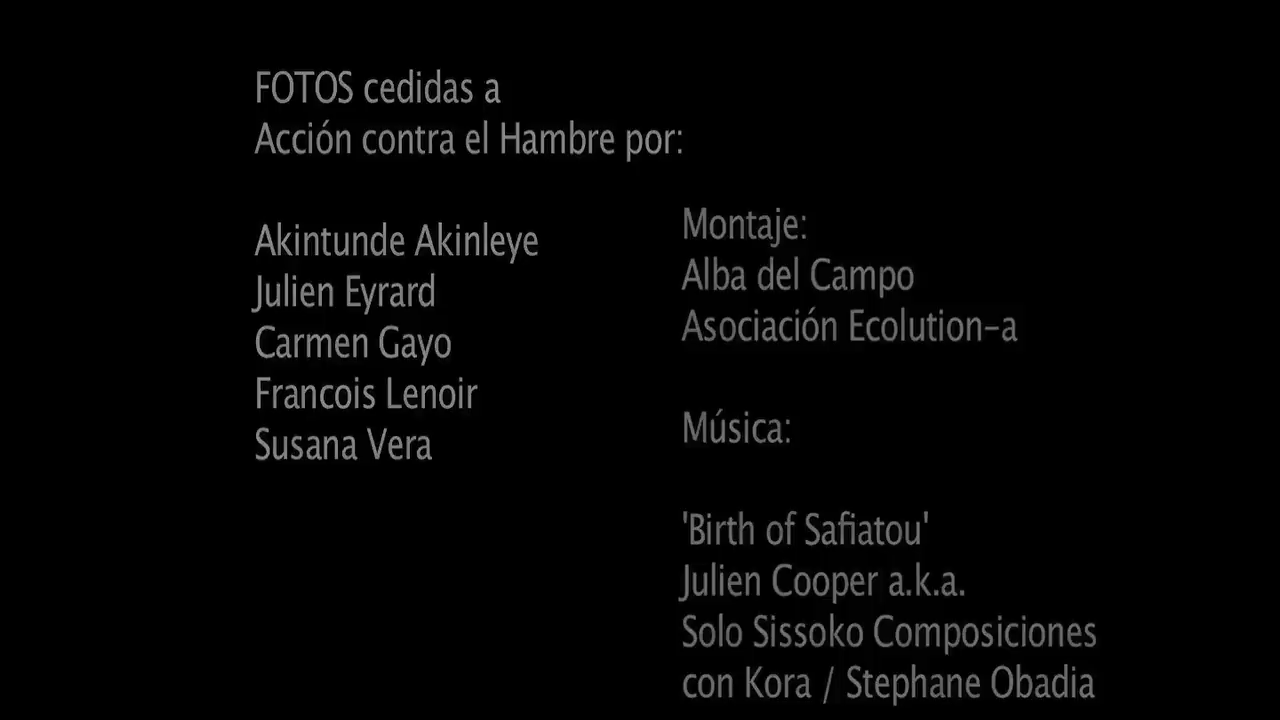 FOTOS cedidas a
Acción contra el Hambre por:
Akintunde Akinleye
Julien Eyrard
Carmen Gayo
Francois Lenoir
Susana Vera
Montaje:
Alba del Campo
Asociación Ecolution-a
Música:
'Birth of Safiatou'
Julien Cooper a.k.a.
Solo Sissoko Composiciones
con Kora / Stephane Obadia